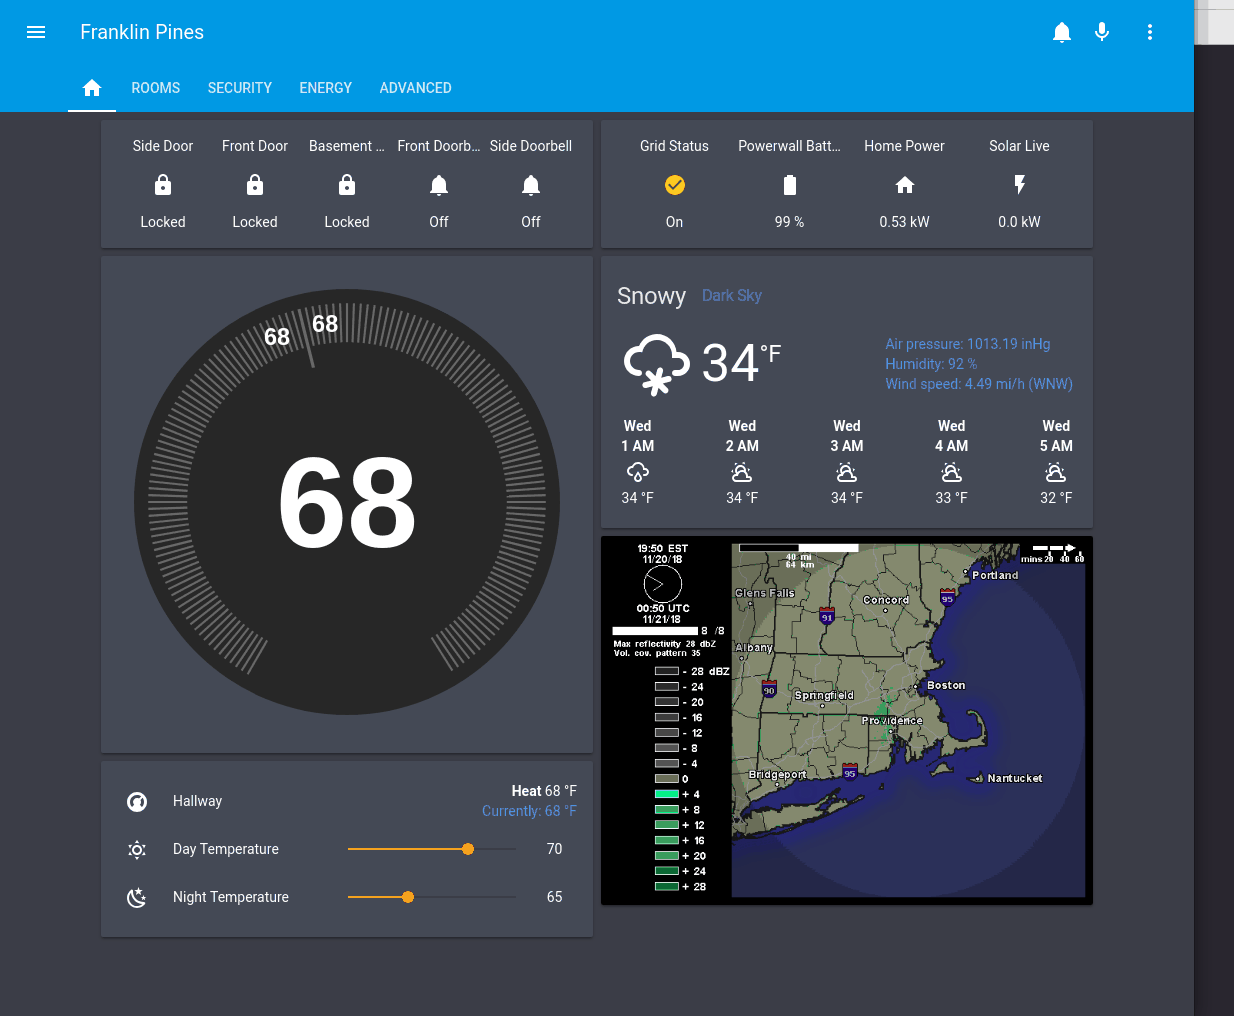 Franklin Pines
ROOMS SECURITY ENERGY ADVANCED
Side Door Front Door Basement ... Front Doorb... Side Doorbell
Locked Locked Locked Off Off
Grid Status Powerwall Batt... Home Power Solar Live
On 99 % 0.53 kW 0.0 kW
68 68
68
Hallway
Heat 68 °F
Currently: 68 °F
Day Temperature 70
Night Temperature 65
Snowy Dark Sky
34 °F
Air pressure: 1013.19 inHg
Humidity: 92 %
Wind speed: 4.49 mi/h (WNW)
Wed Wed Wed Wed Wed
1 AM 2 AM 3 AM 4 AM 5 AM
34 °F 34 °F 34 °F 33 °F 32 °F
19:50 EST
11/20/18
00:50 UTC
11/21/18
8 /8
Max reflectivity 28 dbZ
Vol. cov. pattern 35
- 28 dBZ
- 24
- 20
- 16
- 12
- 8
- 4
0
+ 4
+ 8
+ 12
+ 16
+ 20
+ 24
+ 28
40 mi
64 km
mins 20 40 60
Portland
Glens Falls
Concord
95
91
Albany
90
Springfield
Boston
Providence
Bridgeport
95
Nantucket